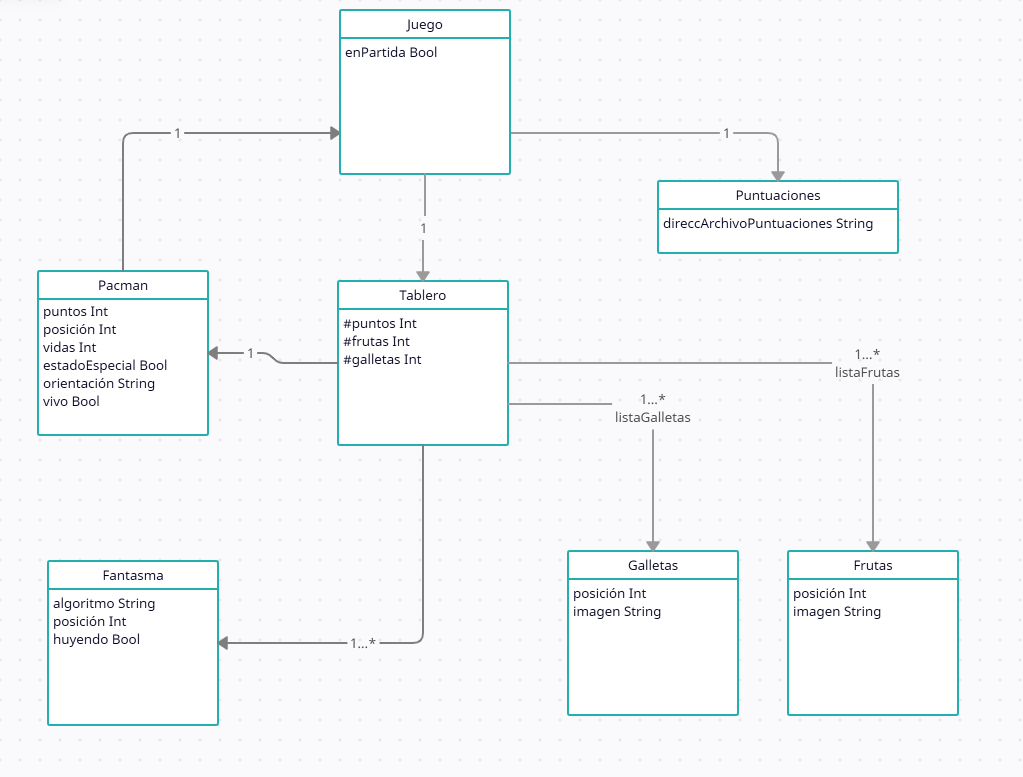 Juego
enPartida Bool
1
1
Puntuaciones
direccArchivoPuntuaciones String
1
Pacman
puntos Int
posición Int
vidas Int
estadoEspecial Bool
orientación String
vivo Bool
1
Tablero
#puntos Int
#frutas Int
#galletas Int
1...*
listaFrutas
1...*
listaGalletas
Fantasma
algoritmo String
posición Int
huyendo Bool
1...*
Galletas
posición Int
imagen String
Frutas
posición Int
imagen String